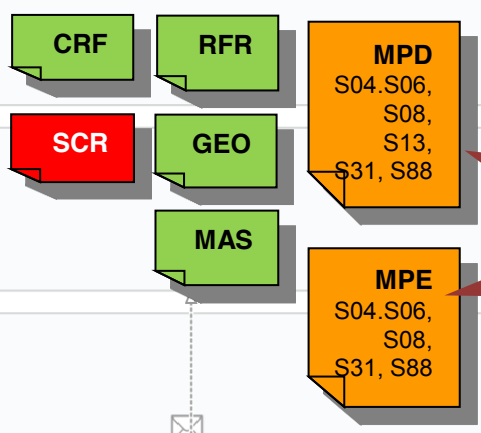 CRF
RFR
SCR
GEO
MAS
MPD
S04.S06,
S08,
S13,
S31, S88
MPE
S04.S06,
S08,
S31, S88